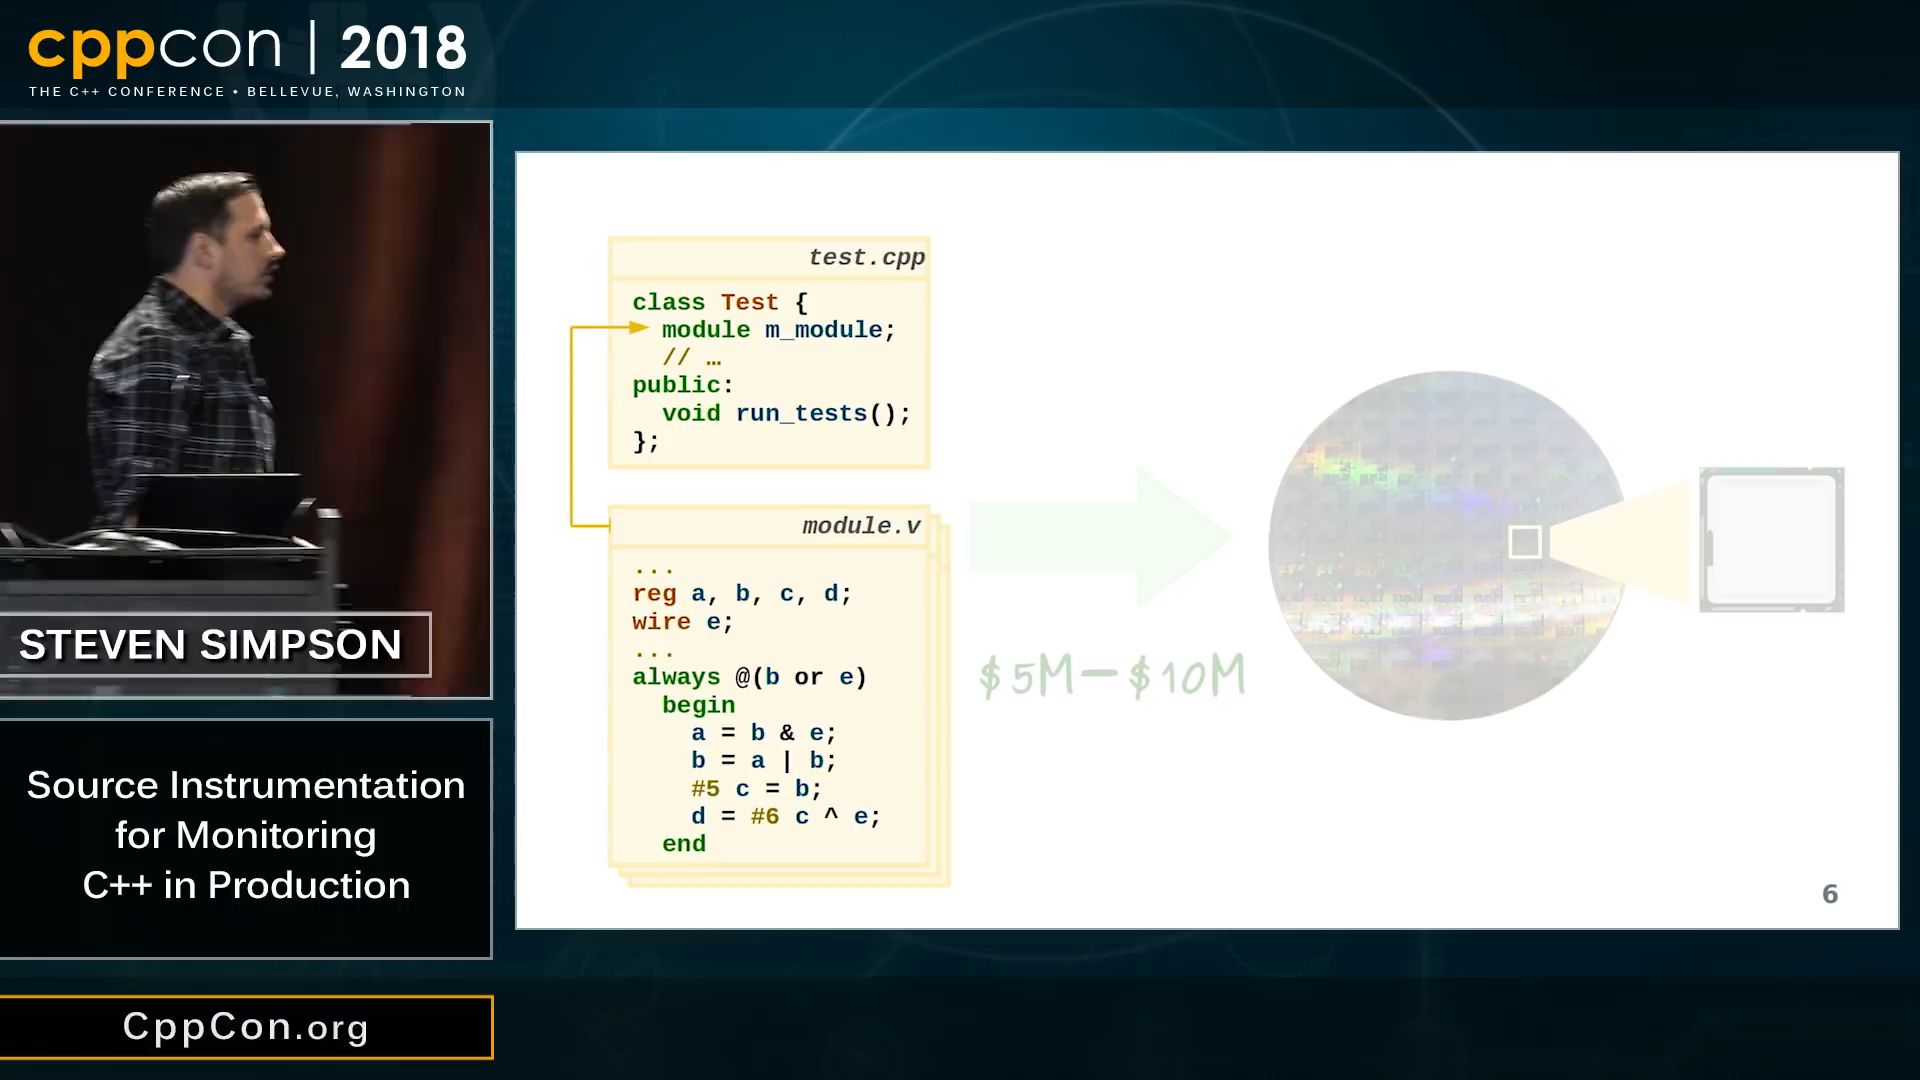 cppcon | 2018
THE C++ CONFERENCE • BELLEVUE, WASHINGTON
STEVEN SIMPSON
Source Instrumentation
for Monitoring
C++ in Production
CppCon.org
test.cpp
class Test {
module m_module;
// …
public:
void run_tests();
};
module.v
...
reg a, b, c, d;
wire e;
...
always @(b or e)
begin
a = b & e;
b = a | b;
#5 c = b;
d = #6 c ^ e;
end
$5M—$10M
6